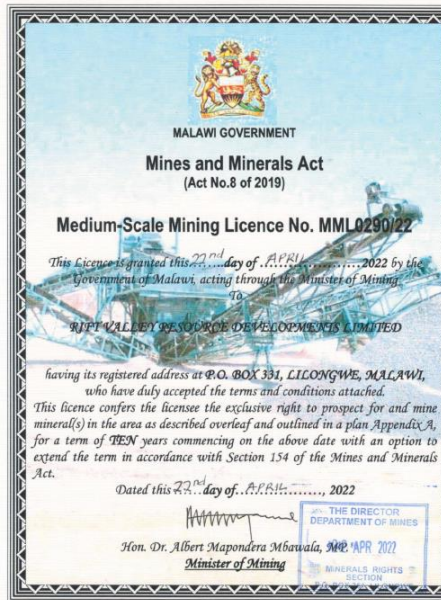 MALAWI GOVERNMENT
Mines and Minerals Act
(Act No.8 of 2019)
Medium-Scale Mining Licence No. MML0290/22
This Licence is granted this 22nd day of APRIL 2022 by the
Government of Malawi, acting through the Minister of Mining
To
RIFT VALLEY RESOURCE DEVELOPMENTS LIMITED
having its registered address at P.O. BOX 331, LILONGWE, MALAWI,
who have duly accepted the terms and conditions attached.
This licence confers the licensee the exclusive right to prospect for and mine
mineral(s) in the area as described overleaf and outlined in a plan Appendix A,
for a term of TEN years commencing on the above date with an option to
extend the term in accordance with Section 154 of the Mines and Minerals
Act.
Dated this 22nd day of APRIL, 2022
Hon. Dr. Albert Mapondera Mbawala, MP.
Minister of Mining
THE DIRECTOR
DEPARTMENT OF MINES
APR 2022
MINERALS RIGHTS
SECTION